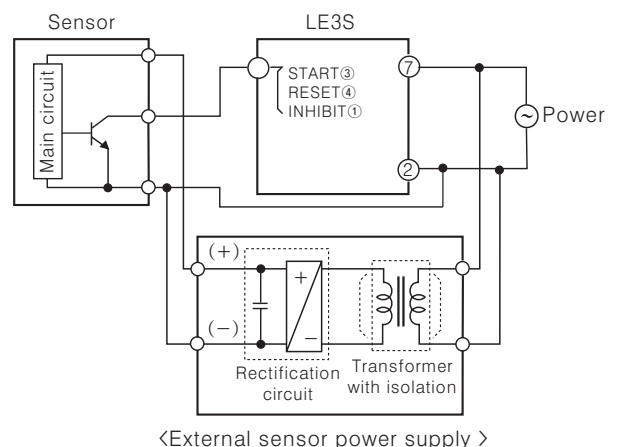 Sensor
LE3S
Main circuit
START③
RESET④
INHIBIT①
⑦
②
~
Power
(+)
(−)
+
−
Rectification
circuit
Transformer
with isolation
<External sensor power supply >